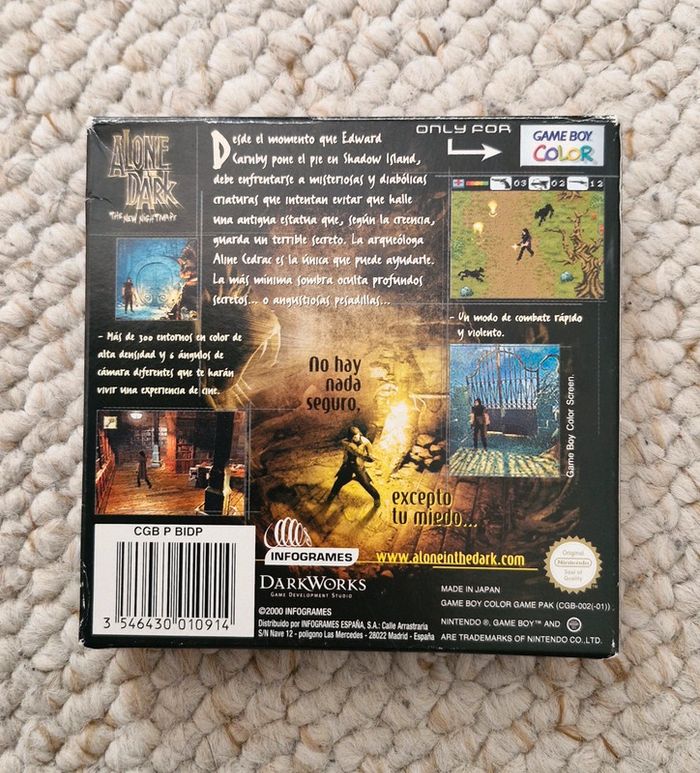 ALONE
IN THE
DARK
THE NEW NIGHTMARE
Desde el momento que Edward
Carnby pone el pie en Shadow Island,
debe enfrentarse a misteriosas y diabólicas
criaturas que intentan evitar que halle
una antigua estatua que, según la creencia,
guarda un terrible secreto. La arqueóloga
Aline Cedrac es la única que puede ayudarle.
La más mínima sombra oculta profundos
secretos... o angustiosas pesadillas...
ONLY FOR
GAME BOY
COLOR
03 02 12
- Más de 300 entornos en color de
alta densidad y 6 ángulos de
cámara diferentes que te harán
vivir una experiencia de cine.
- Un modo de combate rápido
y violento.
No hay
nada
seguro,
excepto
tu miedo...
Game Boy Color Screen.
CGB P BIDP
3 546430 010914
INFOGRAMES
www.aloneinthedark.com
DARKWORKS
GAME DEVELOPMENT STUDIO
©2000 INFOGRAMES
Distribuido por INFOGRAMES ESPAÑA, S.A.: Calle Arrastraria
S/N Nave 12 - polígono Las Mercedes - 28022 Madrid - España
Original
Nintendo
Seal of
Quality
MADE IN JAPAN
GAME BOY COLOR GAME PAK (CGB-002(-01))
NINTENDO ®, GAME BOY™ AND
ARE TRADEMARKS OF NINTENDO CO.,LTD.